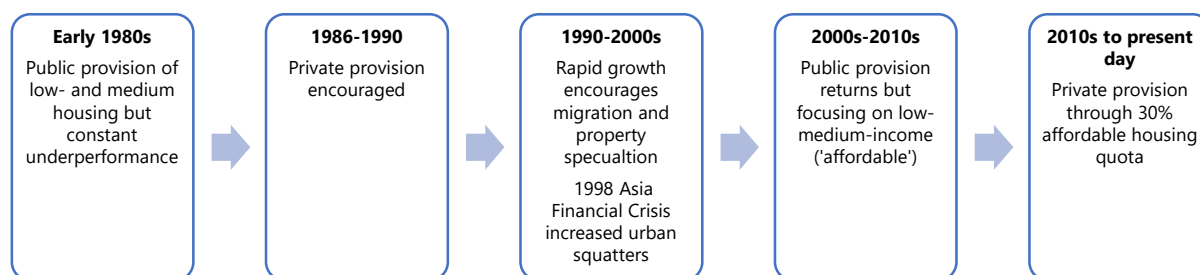 Early 1980s
Public provision of
low- and medium
housing but
constant
underperformance
1986-1990
Private provision
encouraged
1990-2000s
Rapid growth
encourages
migration and
property
specualtion
1998 Asia
Financial Crisis
increased urban
squatters
2000s-2010s
Public provision
returns but
focusing on low-
medium-income
('affordable')
2010s to present
day
Private provision
through 30%
affordable housing
quota